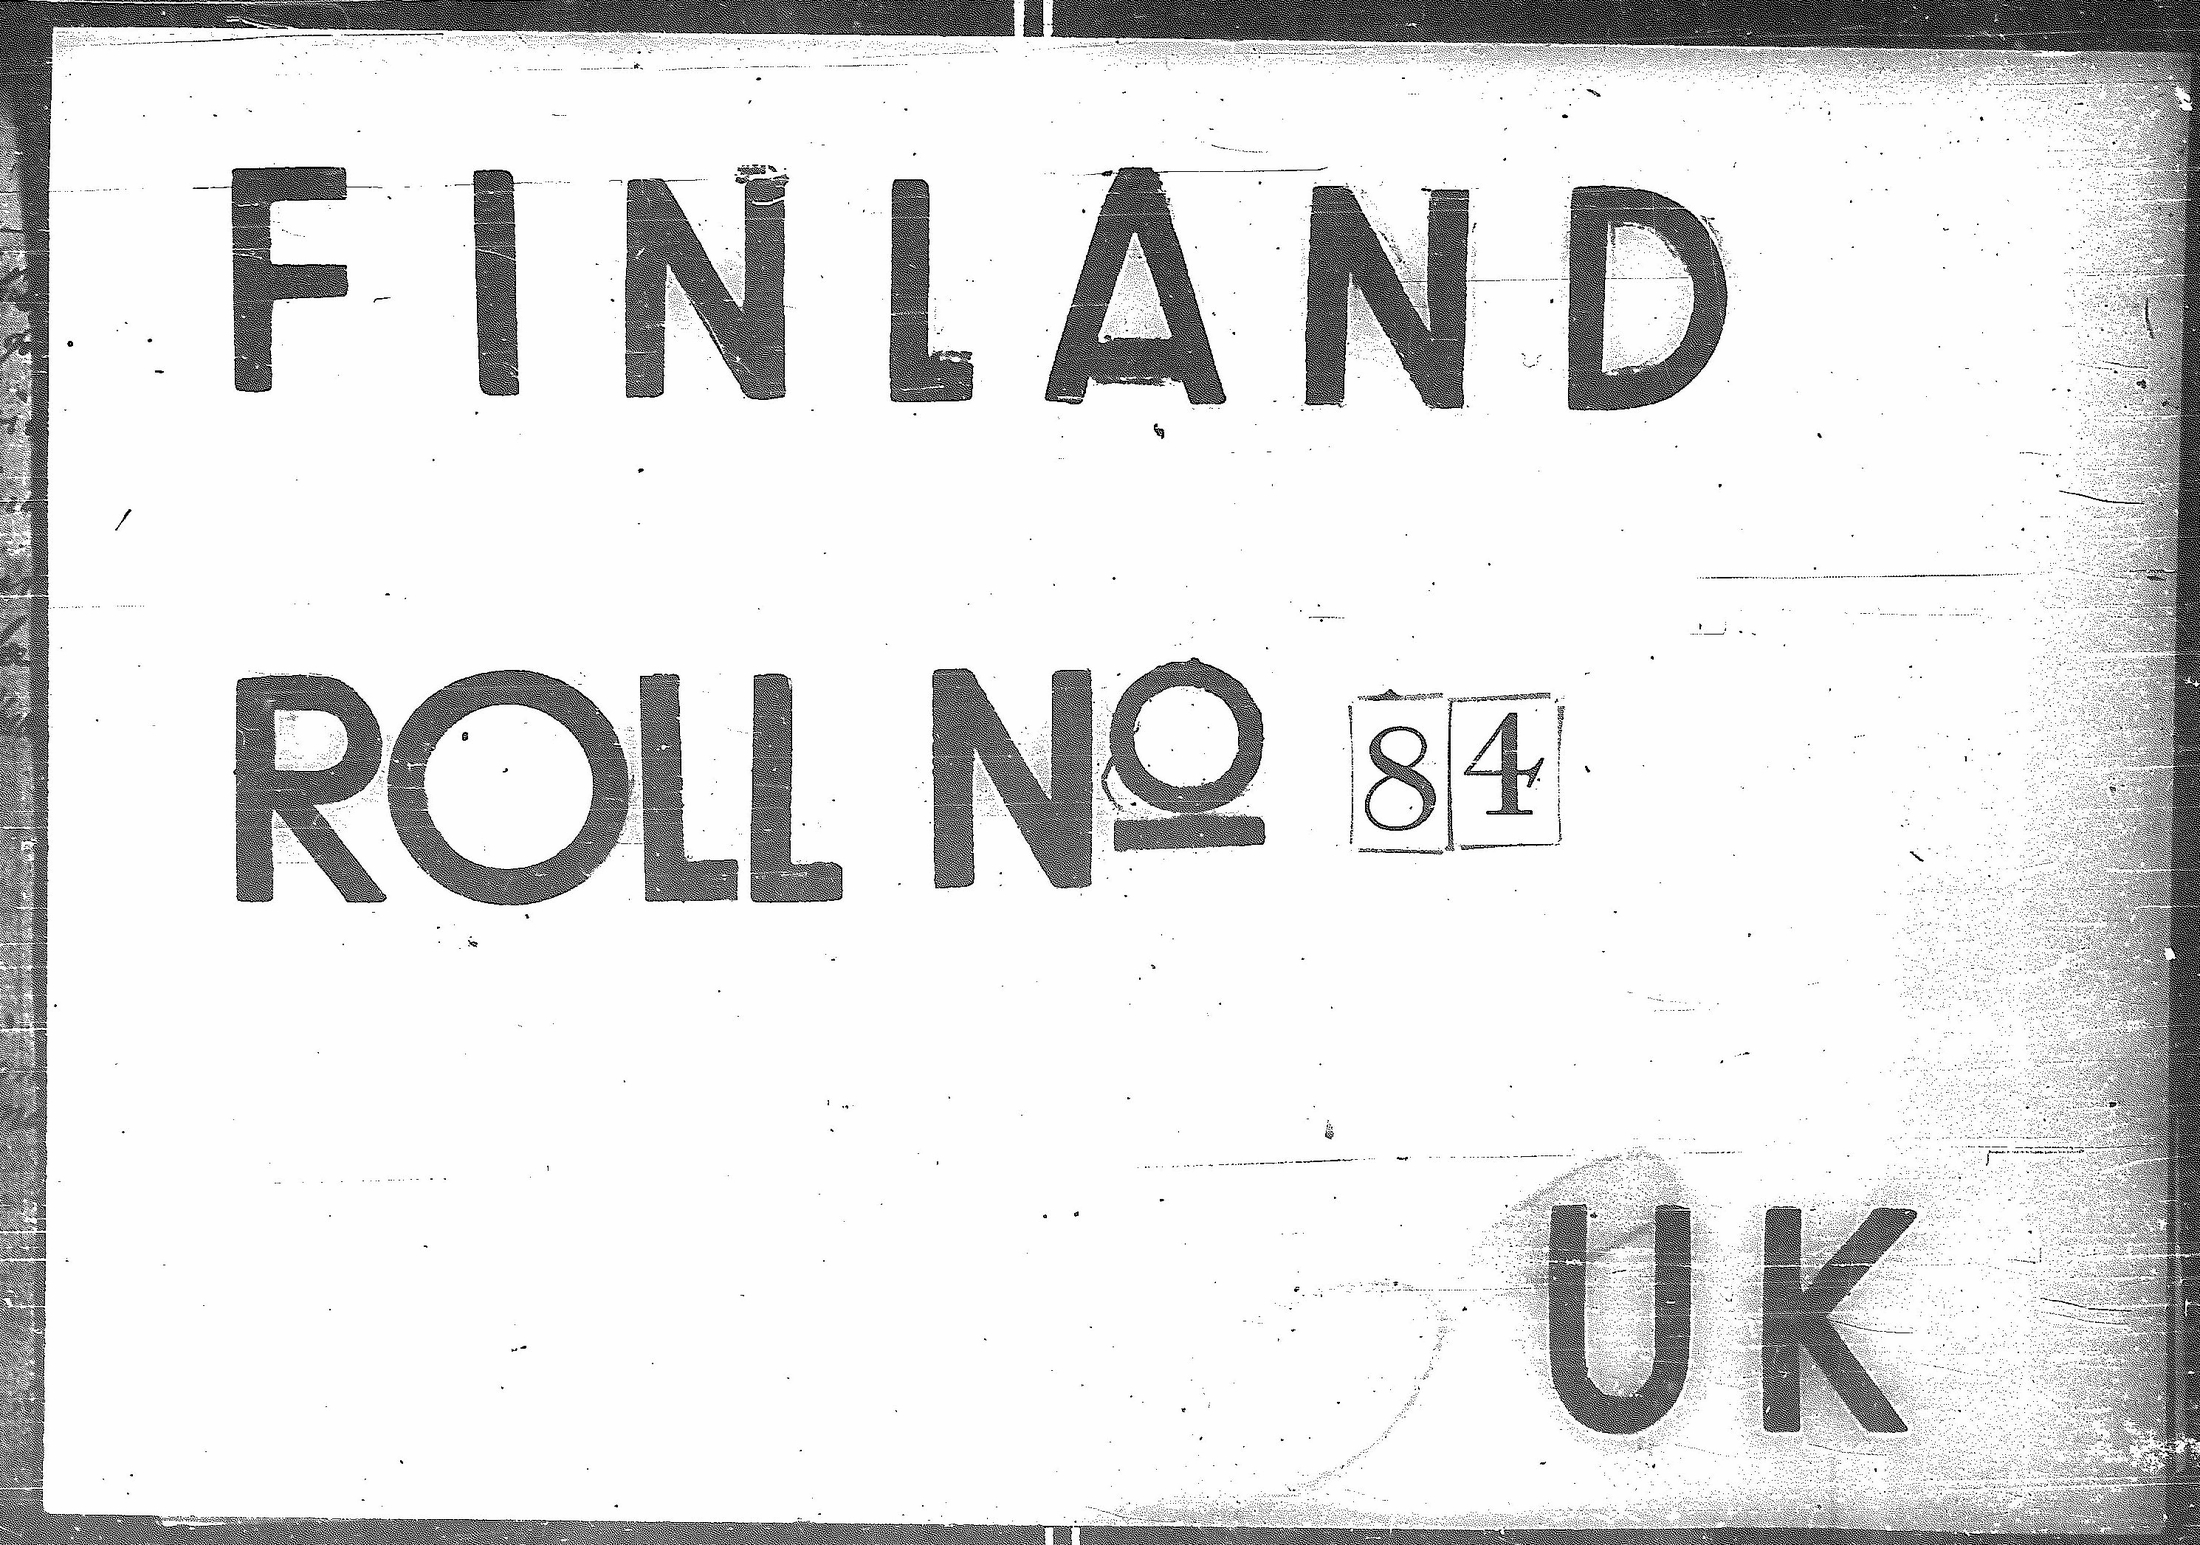 FINLAND
ROLL Nº 84
UK